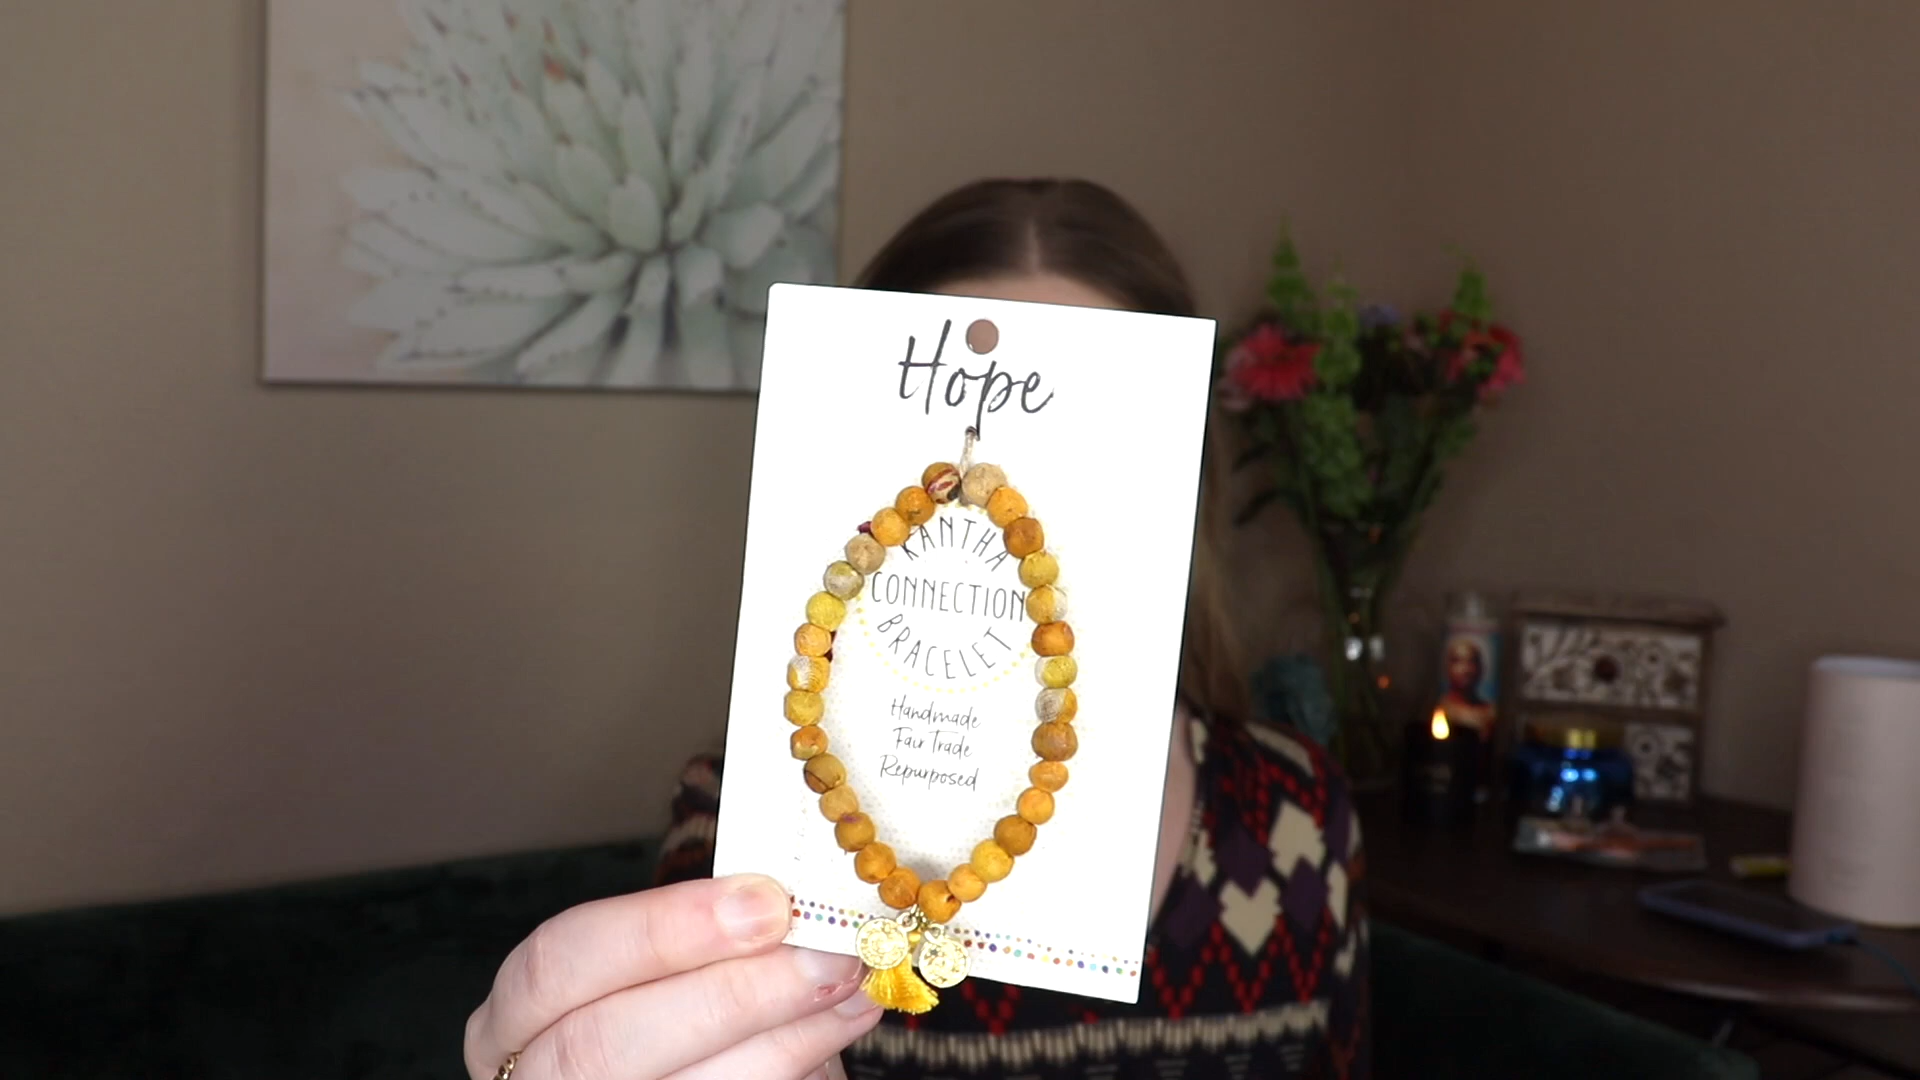 Hope
KANTHA
CONNECTION
BRACELET
Handmade
Fair Trade
Repurposed